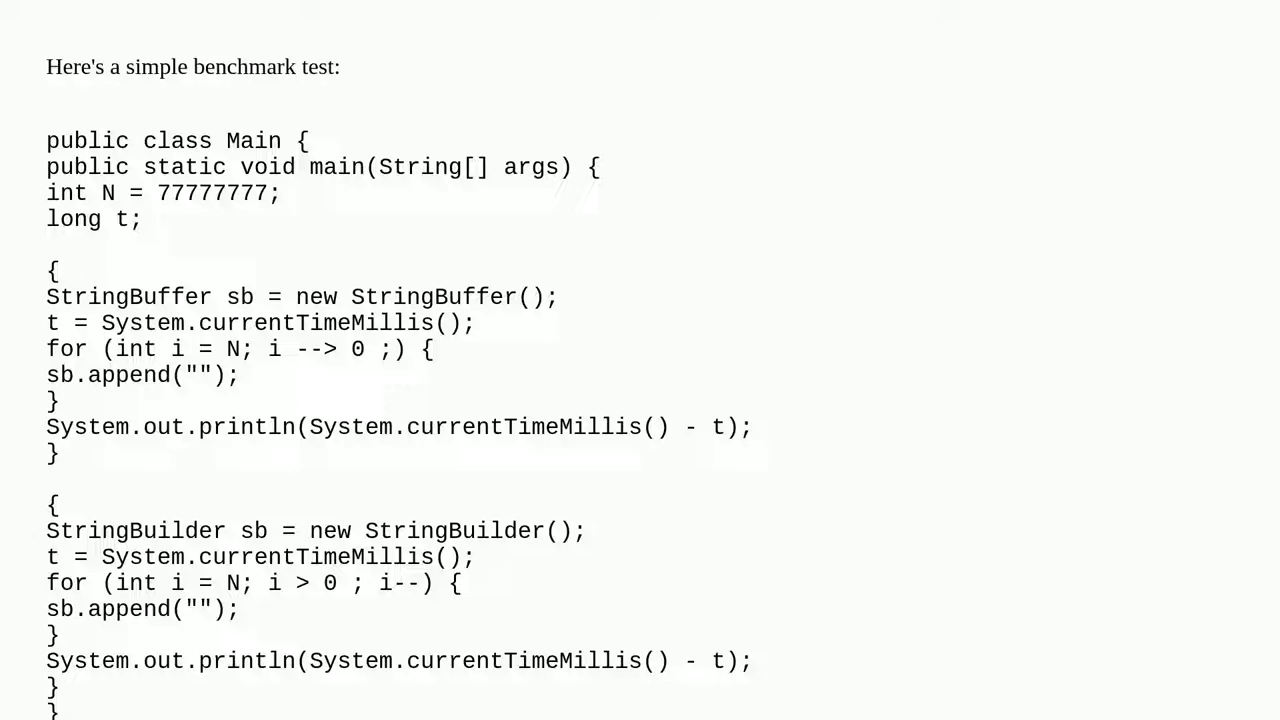 Here's a simple benchmark test:
public class Main {
public static void main(String[] args) {
int N = 77777777;
long t;
{
StringBuffer sb = new StringBuffer();
t = System.currentTimeMillis();
for (int i = N; i --> 0 ;) {
sb.append("");
}
System.out.println(System.currentTimeMillis() - t);
}
{
StringBuilder sb = new StringBuilder();
t = System.currentTimeMillis();
for (int i = N; i > 0 ; i--) {
sb.append("");
}
System.out.println(System.currentTimeMillis() - t);
}
}